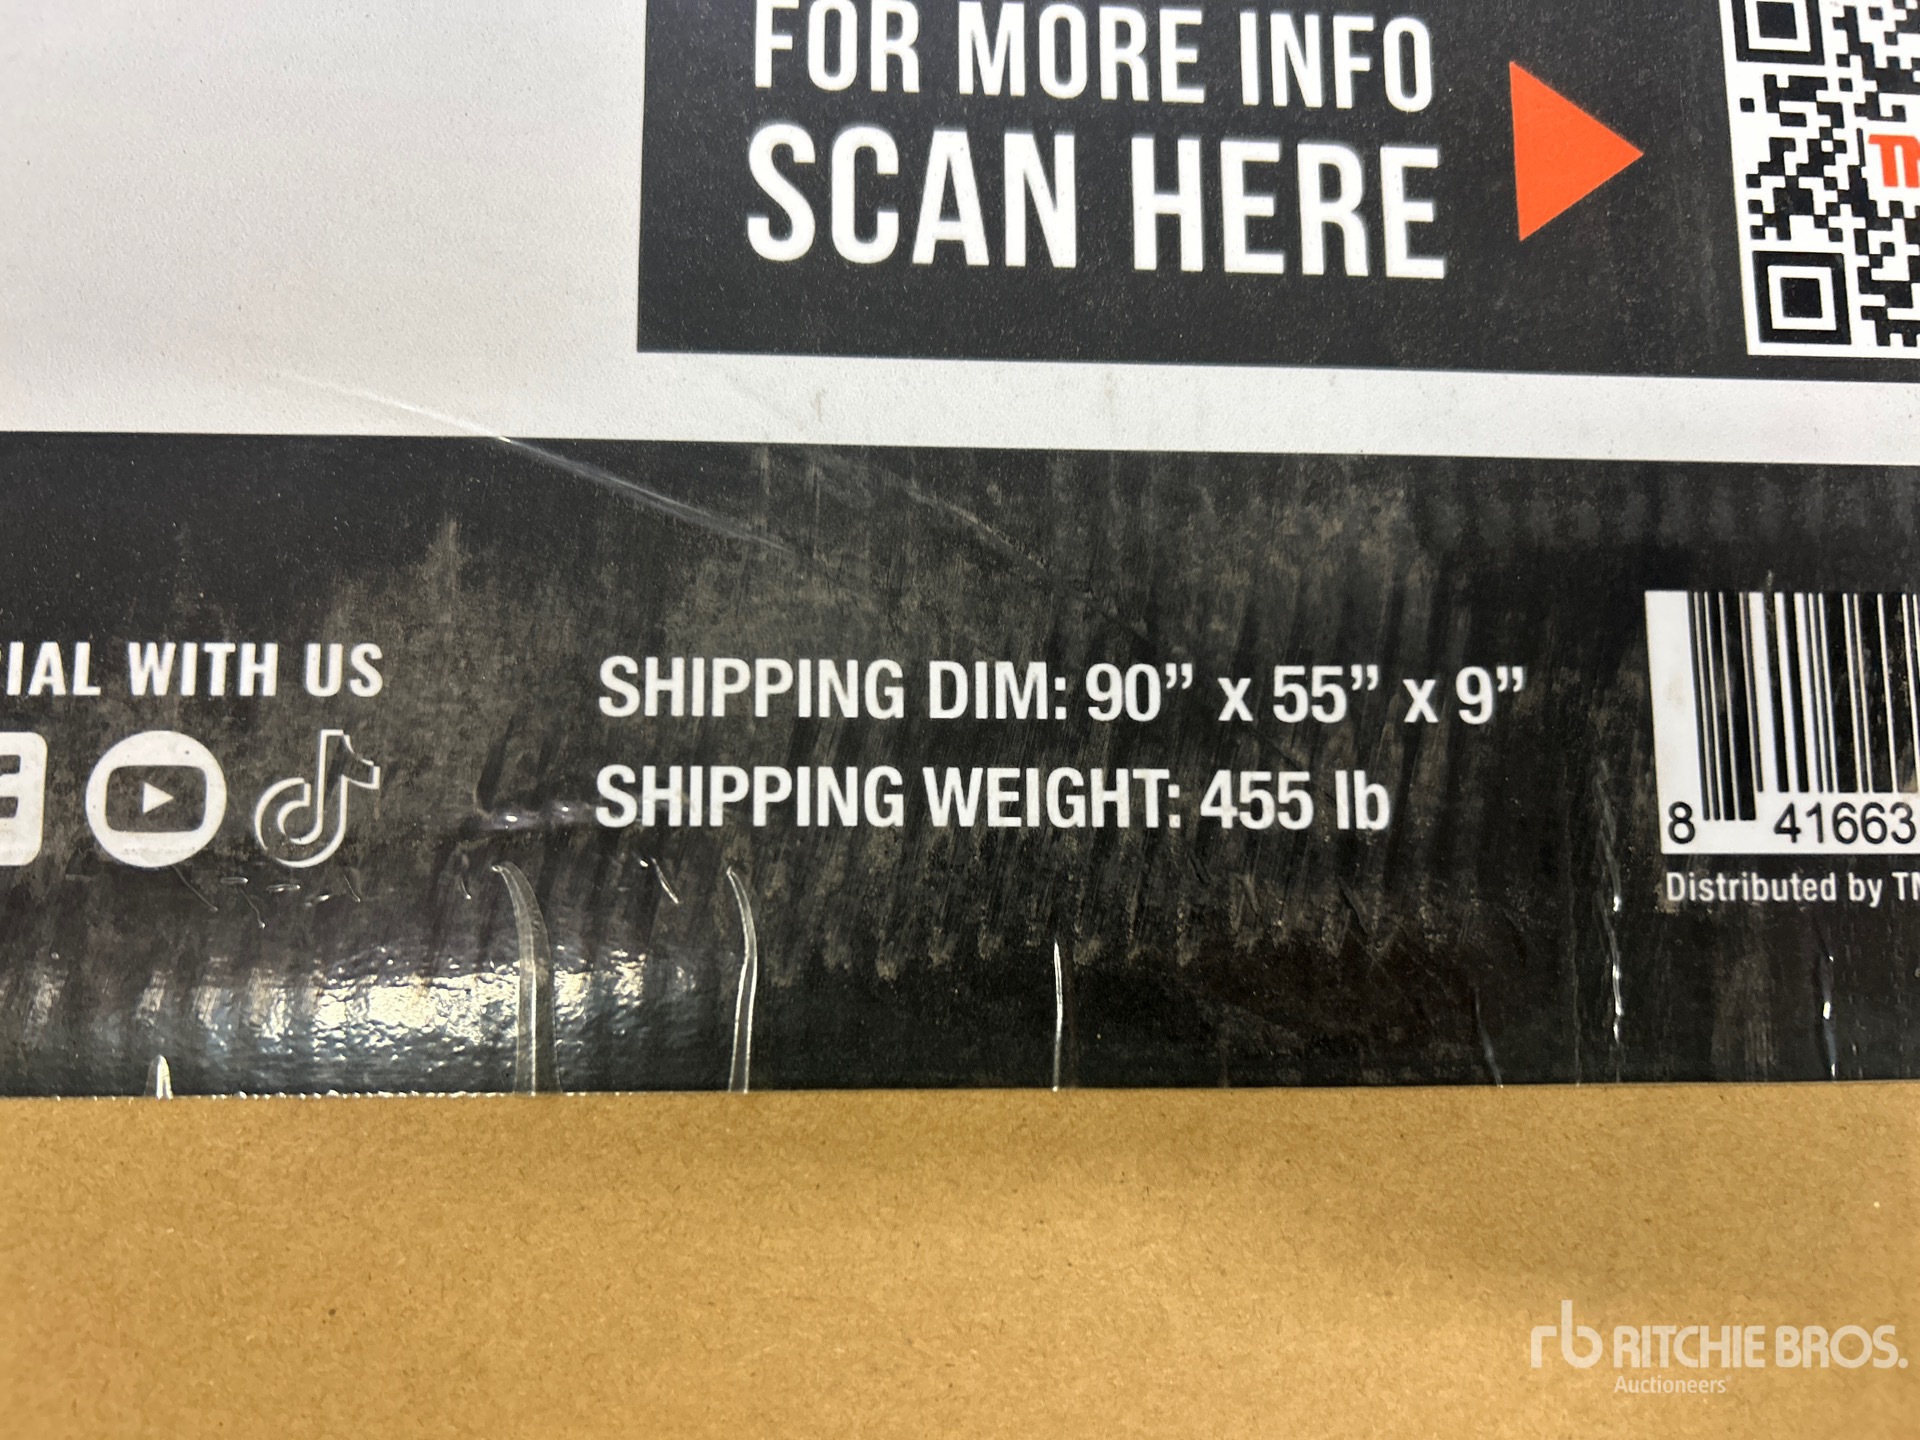 FOR MORE INFO
SCAN HERE
WITH US
SHIPPING DIM: 90” x 55” x 9”
SHIPPING WEIGHT: 455 lb
8 41663
Distributed by
rb RITCHIE BROS.
Auctioneers